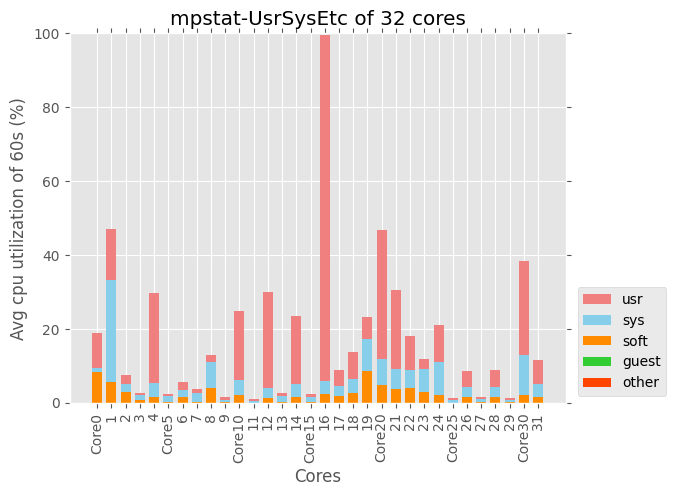 mpstat-UsrSysEtc of 32 cores
Avg cpu utilization of 60s (%)
100
80
60
40
20
0
Core0
1
2
3
4
Core5
6
7
8
9
Core10
11
12
13
14
Core15
16
17
18
19
Core20
21
22
23
24
Core25
26
27
28
29
Core30
31
Cores
usr
sys
soft
guest
other